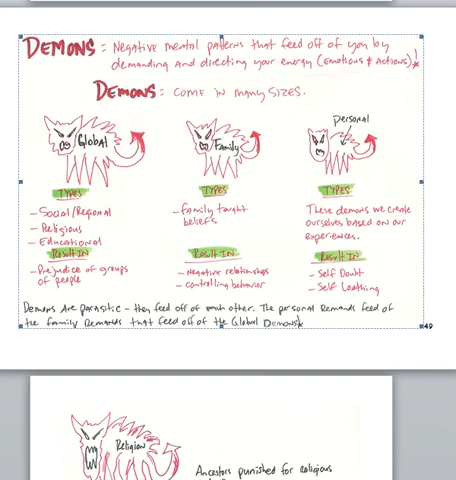 DEMONS = Negative mental patterns that feed off of you by
demanding and directing your energy (Emotions & Actions)!
DEMONS = COME IN MANY SIZES.
Global
Family
personal
TYPES
- Social/Regional
- Religious
- Educational
Result IN
- Prejudice of groups
of people
TYPES
- family taught
beliefs
Result IN
- Negative relationships
- controlling behavior
TYPES
These demons we create
ourselves based on our
experiences.
Result IN
- Self Doubt
- Self Loathing
Demons are parasitic - they feed off of each other. The personal Demands feed of
the family Demands that feed off of the Global Demons*
49
Religion
Ancestors punished for religious